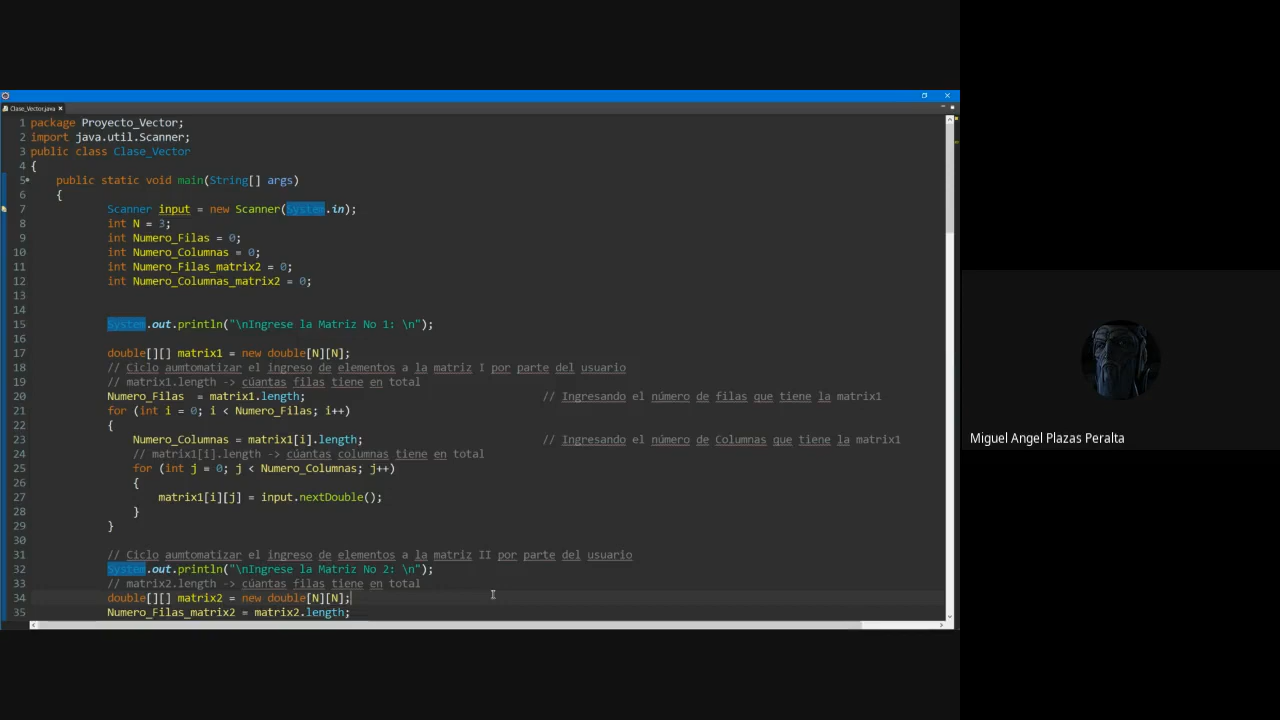 Clase_Vector.java
1 package Proyecto_Vector;
2 import java.util.Scanner;
3 public class Clase_Vector
4 {
5 public static void main(String[] args)
6 {
7 Scanner input = new Scanner(System.in);
8 int N = 3;
9 int Numero_Filas = 0;
10 int Numero_Columnas = 0;
11 int Numero_Filas_matrix2 = 0;
12 int Numero_Columnas_matrix2 = 0;
13
14
15 System.out.println("\nIngrese la Matriz No 1: \n");
16
17 double[][] matrix1 = new double[N][N];
18 // Ciclo aumtomatizar el ingreso de elementos a la matriz I por parte del usuario
19 // matrix1.length -> cúantas filas tiene en total
20 Numero_Filas = matrix1.length; // Ingresando el número de filas que tiene la matrix1
21 for (int i = 0; i < Numero_Filas; i++)
22 {
23 Numero_Columnas = matrix1[i].length; // Ingresando el número de Columnas que tiene la matrix1
24 // matrix1[i].length -> cúantas columnas tiene en total
25 for (int j = 0; j < Numero_Columnas; j++)
26 {
27 matrix1[i][j] = input.nextDouble();
28 }
29 }
30
31 // Ciclo aumtomatizar el ingreso de elementos a la matriz II por parte del usuario
32 System.out.println("\nIngrese la Matriz No 2: \n");
33 // matrix2.length -> cúantas filas tiene en total
34 double[][] matrix2 = new double[N][N];
35 Numero_Filas_matrix2 = matrix2.length;
Miguel Angel Plazas Peralta